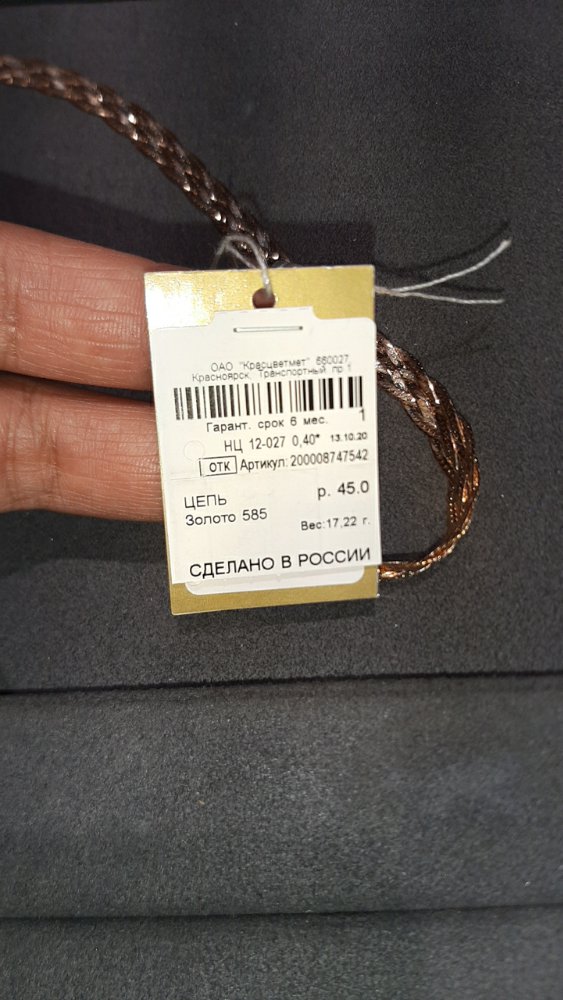 ОАО "Красцветмет" 660027,
Красноярск, Транспортный пр.1
Гарант. срок 6 мес. 1
НЦ 12-027 0,40* 13.10.20
ОТК Артикул: 200008747542
ЦЕПЬ р. 45.0
Золото 585 Вес:17,22 г.
СДЕЛАНО В РОССИИ